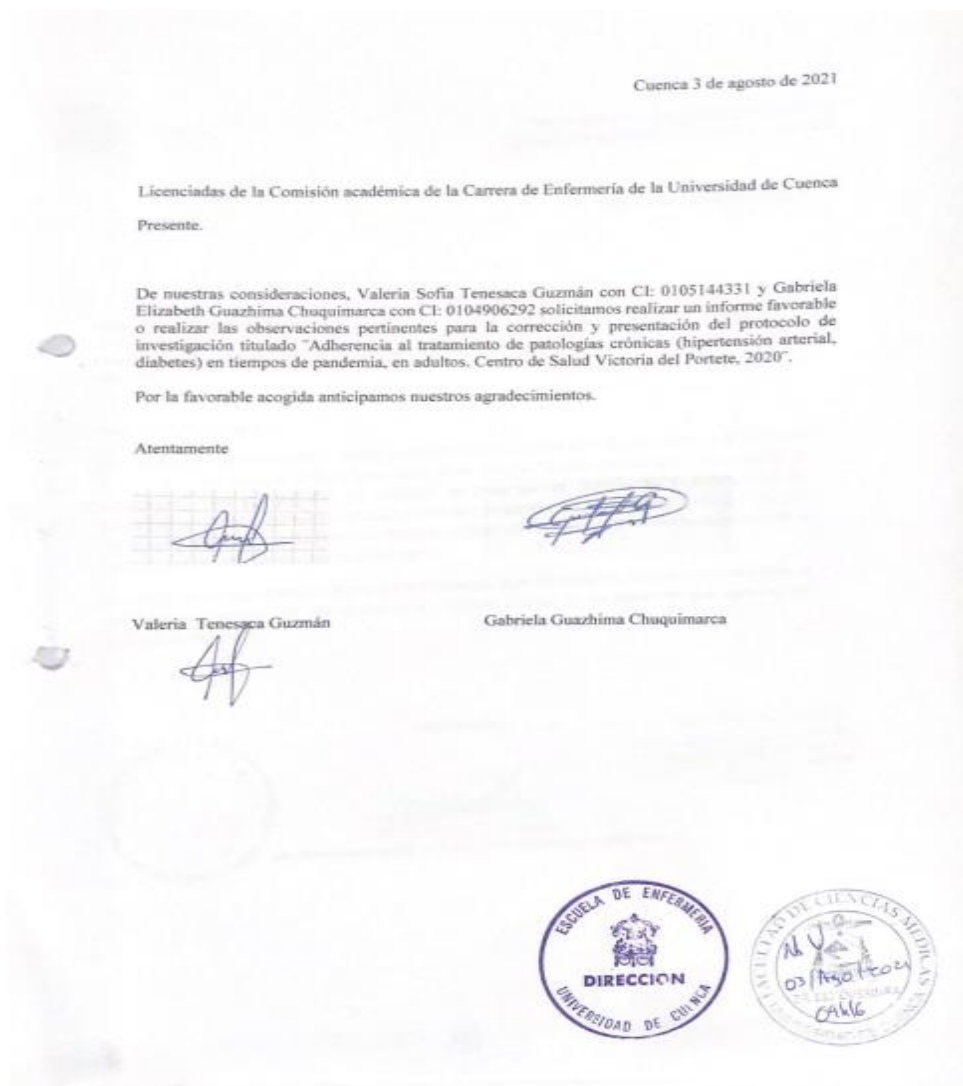 Cuenca 3 de agosto de 2021
Licenciadas de la Comisión académica de la Carrera de Enfermería de la Universidad de Cuenca
Presente.
De nuestras consideraciones, Valeria Sofia Tenesaca Guzmán con CI: 0105144331 y Gabriela
Elizabeth Guazhima Chuquimarca con CI: 0104906292 solicitamos realizar un informe favorable
o realizar las observaciones pertinentes para la corrección y presentación del protocolo de
investigación titulado ¨Adherencia al tratamiento de patologías crónicas (hipertensión arterial,
diabetes) en tiempos de pandemia, en adultos. Centro de Salud Victoria del Portete, 2020¨.
Por la favorable acogida anticipamos nuestros agradecimientos.
Atentamente
Valeria Tenesaca Guzmán
Gabriela Guazhima Chuquimarca
ESCUELA DE ENFERMERIA
DIRECCION
UNIVERSIDAD DE CUENCA
FACULTAD DE CIENCIAS MEDICAS
03/Ago/2021